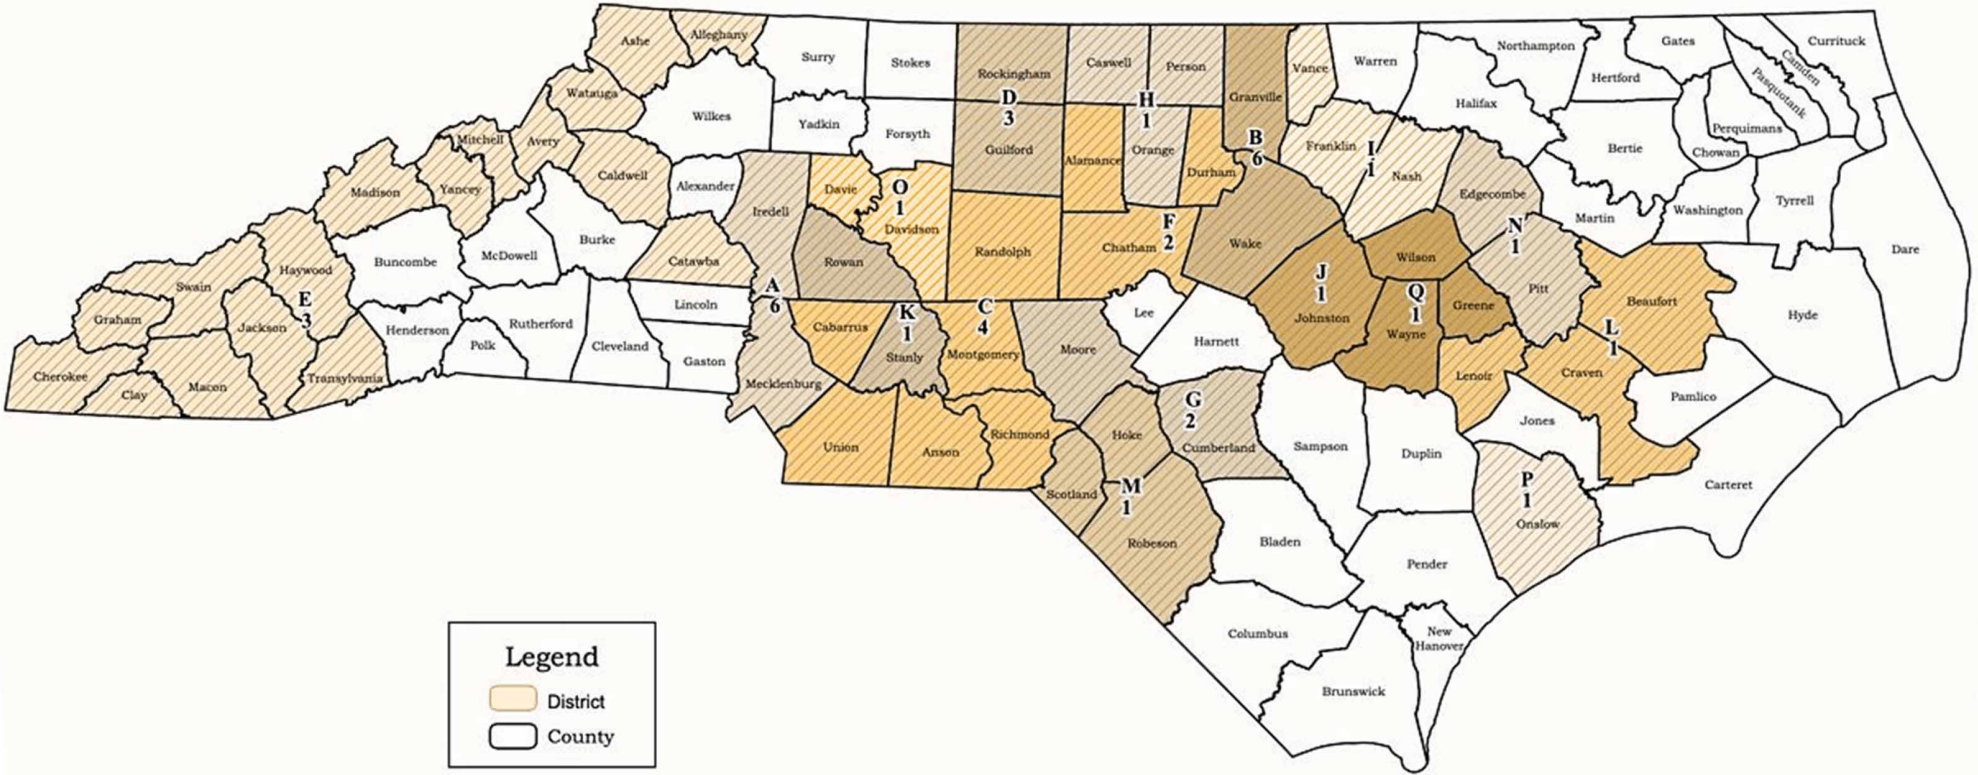 Ashe
Alleghany
Surry
Stokes
Rockingham
Caswell
Person
Granville
Vance
Warren
Northampton
Gates
Currituck
Camden
Pasquotank
Hertford
Halifax
Watauga
Wilkes
Yadkin
Forsyth
D
3
H
1
Guilford
Alamance
Orange
Durham
B
6
Franklin
I
1
Nash
Edgecombe
Bertie
Perquimans
Chowan
Mitchell
Avery
Madison
Yancey
Caldwell
Alexander
Iredell
Davie
O
1
Davidson
Randolph
Chatham
F
2
Wake
Wilson
N
1
Pitt
Martin
Washington
Tyrrell
Dare
Buncombe
McDowell
Burke
Catawba
Rowan
Haywood
Swain
E
3
Graham
Jackson
Henderson
Polk
Rutherford
Cleveland
Lincoln
Gaston
A
6
Cabarrus
K
1
Stanly
C
4
Montgomery
Moore
Lee
Harnett
J
1
Johnston
Q
1
Wayne
Greene
L
1
Beaufort
Hyde
Cherokee
Clay
Macon
Transylvania
Mecklenburg
Union
Anson
Richmond
Hoke
G
2
Cumberland
Sampson
Duplin
Lenoir
Craven
Jones
Pamlico
Carteret
Scotland
M
1
Robeson
Bladen
P
1
Onslow
Pender
Columbus
New
Hanover
Brunswick
Legend
District
County